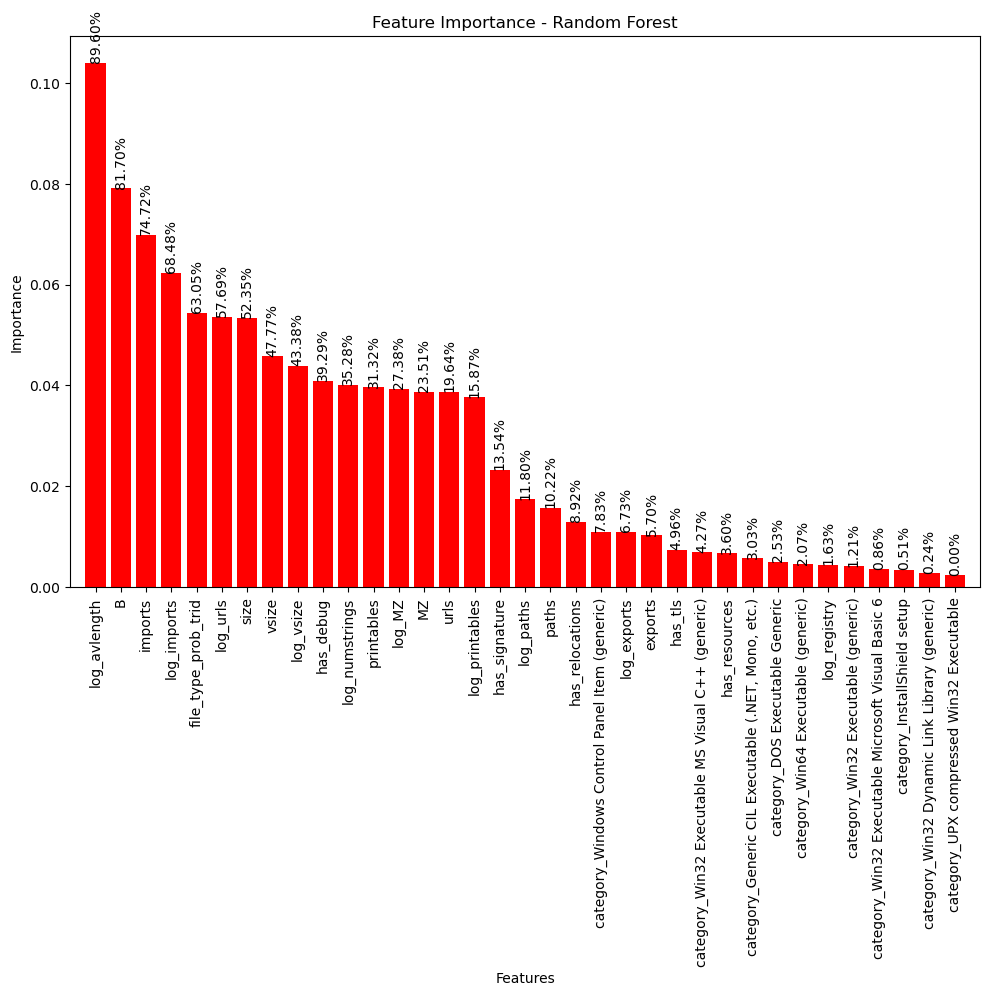 Feature Importance - Random Forest
Importance
0.10
0.08
0.06
0.04
0.02
0.00
89.60%
81.70%
74.72%
68.48%
63.05%
57.69%
52.35%
47.77%
43.38%
39.29%
35.28%
31.32%
27.38%
23.51%
19.64%
15.87%
13.54%
11.80%
10.22%
8.92%
7.83%
6.73%
5.70%
4.96%
4.27%
3.60%
3.03%
2.53%
2.07%
1.63%
1.21%
0.86%
0.51%
0.24%
0.00%
log_avlength
B
imports
log_imports
file_type_prob_trid
log_urls
size
vsize
log_vsize
has_debug
log_numstrings
printables
log_MZ
MZ
urls
log_printables
has_signature
log_paths
paths
has_relocations
category_Windows Control Panel Item (generic)
log_exports
exports
has_tls
category_Win32 Executable MS Visual C++ (generic)
has_resources
category_Generic CIL Executable (.NET, Mono, etc.)
category_DOS Executable Generic
category_Win64 Executable (generic)
log_registry
category_Win32 Executable (generic)
category_Win32 Executable Microsoft Visual Basic 6
category_InstallShield setup
category_Win32 Dynamic Link Library (generic)
category_UPX compressed Win32 Executable
Features